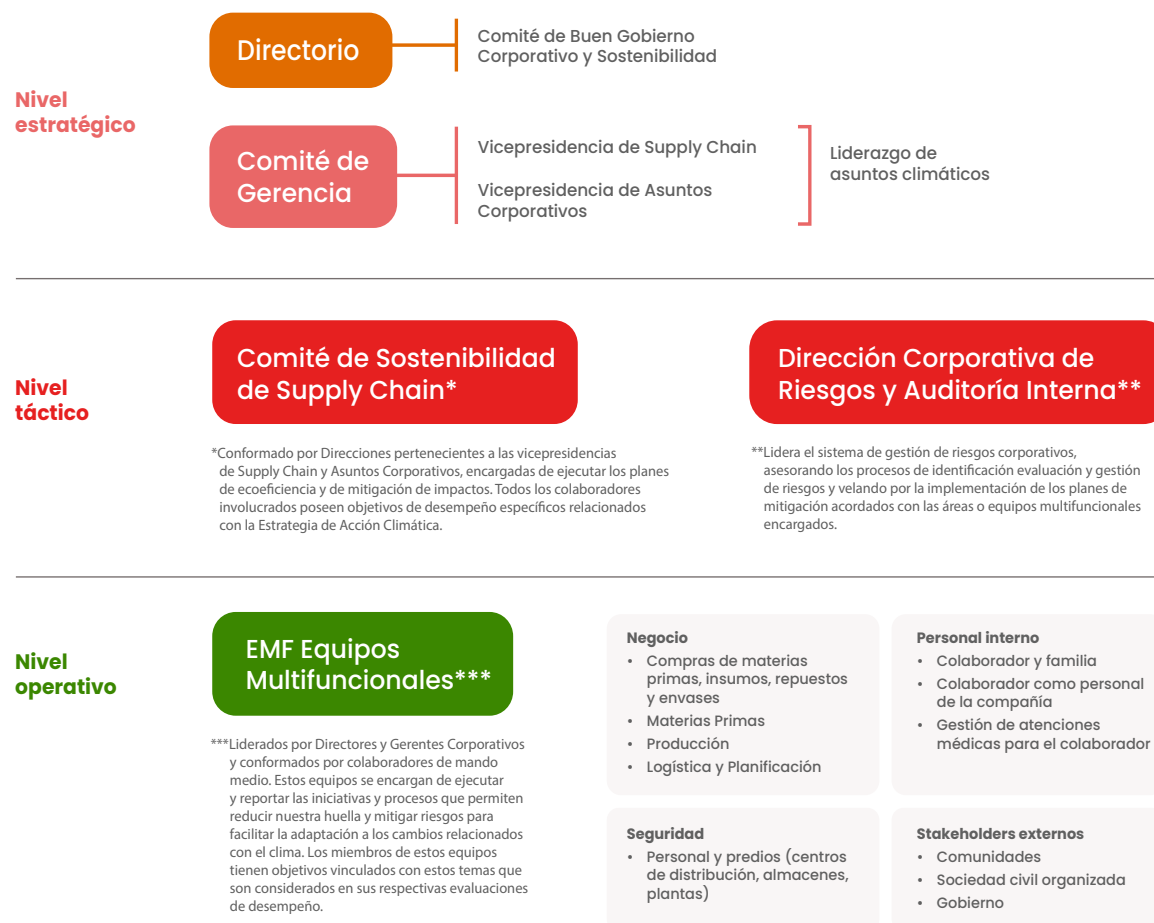 Nivel
estratégico
Directorio
Comité de Buen Gobierno
Corporativo y Sostenibilidad
Comité de
Gerencia
Vicepresidencia de Supply Chain
Vicepresidencia de Asuntos
Corporativos
Liderazgo de
asuntos climáticos
Nivel
táctico
Comité de Sostenibilidad
de Supply Chain*
*Conformado por Direcciones pertenecientes a las vicepresidencias
de Supply Chain y Asuntos Corporativos, encargadas de ejecutar los planes
de ecoeficiencia y de mitigación de impactos. Todos los colaboradores
involucrados poseen objetivos de desempeño específicos relacionados
con la Estrategia de Acción Climática.
Dirección Corporativa de
Riesgos y Auditoría Interna**
**Lidera el sistema de gestión de riesgos corporativos,
asesorando los procesos de identificación evaluación y gestión
de riesgos y velando por la implementación de los planes de
mitigación acordados con las áreas o equipos multifuncionales
encargados.
Nivel
operativo
EMF Equipos
Multifuncionales***
***Liderados por Directores y Gerentes Corporativos
y conformados por colaboradores de mando
medio. Estos equipos se encargan de ejecutar
y reportar las iniciativas y procesos que permiten
reducir nuestra huella y mitigar riesgos para
facilitar la adaptación a los cambios relacionados
con el clima. Los miembros de estos equipos
tienen objetivos vinculados con estos temas que
son considerados en sus respectivas evaluaciones
de desempeño.
Negocio
• Compras de materias
primas, insumos, repuestos
y envases
• Materias Primas
• Producción
• Logística y Planificación
Personal interno
• Colaborador y familia
• Colaborador como personal
de la compañía
• Gestión de atenciones
médicas para el colaborador
Seguridad
• Personal y predios (centros
de distribución, almacenes,
plantas)
Stakeholders externos
• Comunidades
• Sociedad civil organizada
• Gobierno